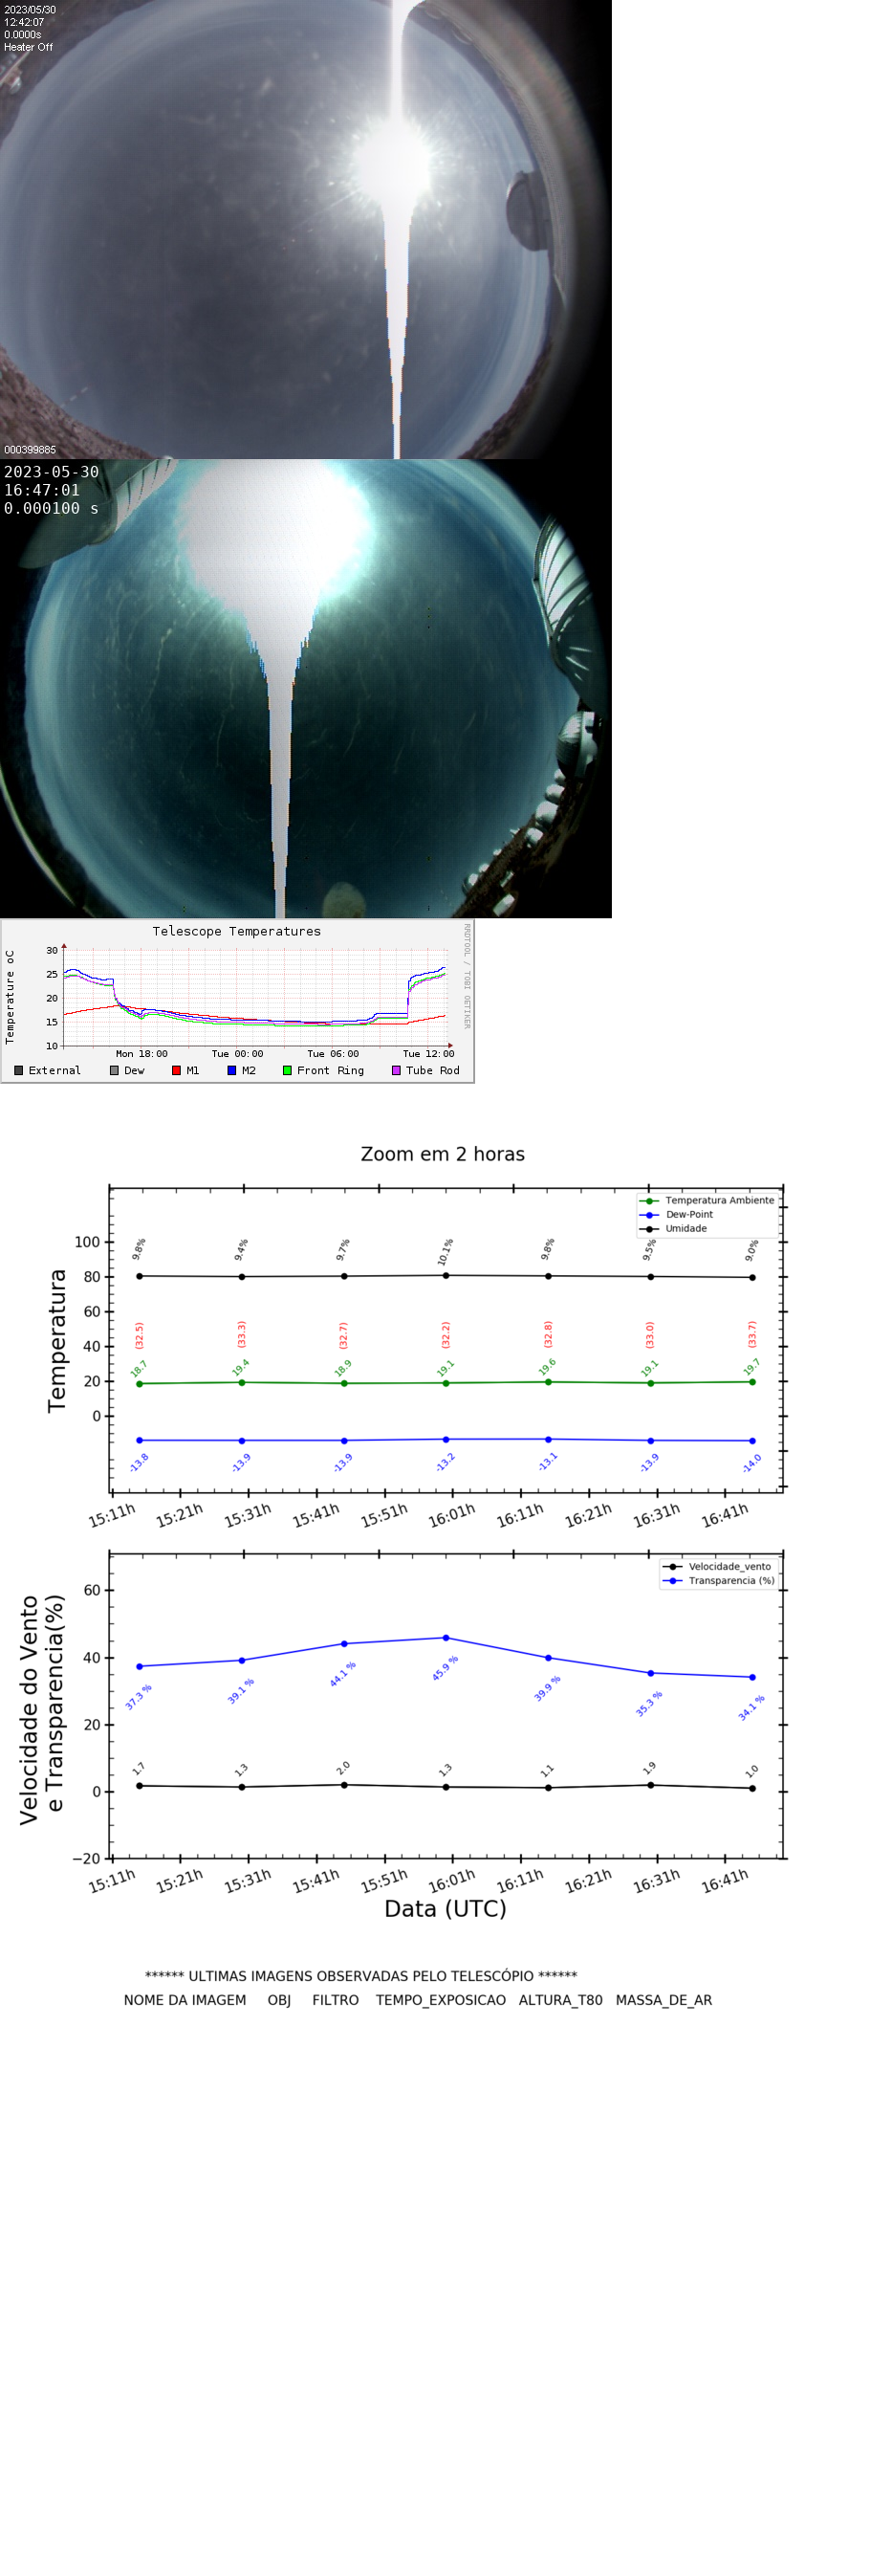 2023/05/30
12:42:07
0.0000s
Heater Off
000399885
2023-05-30
16:47:01
0.000100 s
Telescope Temperatures
Temperature oC
RRDTOOL / TOBI OETIKER
30
25
20
15
10
Mon 18:00 Tue 00:00 Tue 06:00 Tue 12:00
External Dew M1 M2 Front Ring Tube Rod
Zoom em 2 horas
Temperatura
Temperatura Ambiente
Dew-Point
Umidade
100
80
60
40
20
0
9.8% 9.4% 9.7% 10.1% 9.8% 9.5% 9.0%
(32.5) (33.3) (32.7) (32.2) (32.8) (33.0) (33.7)
18.7 19.4 18.9 19.1 19.6 19.1 19.7
-13.8 -13.9 -13.9 -13.2 -13.1 -13.9 -14.0
15:11h 15:21h 15:31h 15:41h 15:51h 16:01h 16:11h 16:21h 16:31h 16:41h
Velocidade do Vento
e Transparencia(%)
Velocidade_vento
Transparencia (%)
60
40
20
0
−20
37.3 % 39.1 % 44.1 % 45.9 % 39.9 % 35.3 % 34.1 %
1.7 1.3 2.0 1.3 1.1 1.9 1.0
15:11h 15:21h 15:31h 15:41h 15:51h 16:01h 16:11h 16:21h 16:31h 16:41h
Data (UTC)
****** ULTIMAS IMAGENS OBSERVADAS PELO TELESCÓPIO ******
NOME DA IMAGEM OBJ FILTRO TEMPO_EXPOSICAO ALTURA_T80 MASSA_DE_AR